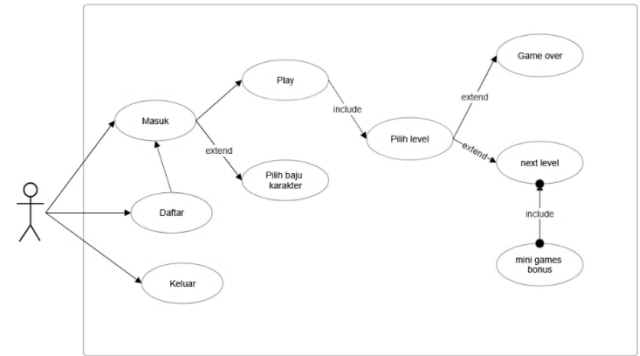 Game over
Play
extend
include
Masuk
Pilih level
extend
extend
next level
Pilih baju
karakter
Daftar
include
mini games
bonus
Keluar